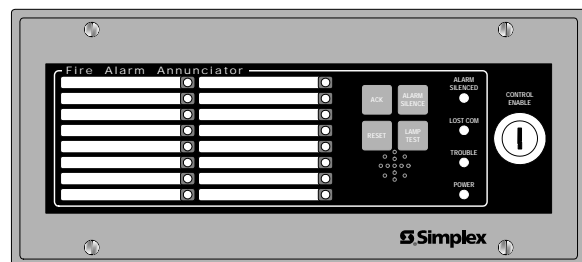 Fire Alarm Annunciator
ACK
ALARM
SILENCE
RESET
LAMP
TEST
ALARM
SILENCED
LOST COM
TROUBLE
POWER
CONTROL
ENABLE
Simplex